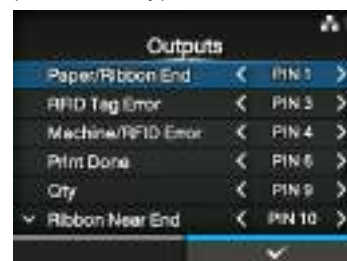 Outputs
Paper/Ribbon End < PIN 1 >
RFID Tag Error < PIN 3 >
Machine/RFID Error < PIN 4 >
Print Done < PIN 6 >
Qty < PIN 9 >
Ribbon Near End < PIN 10 >